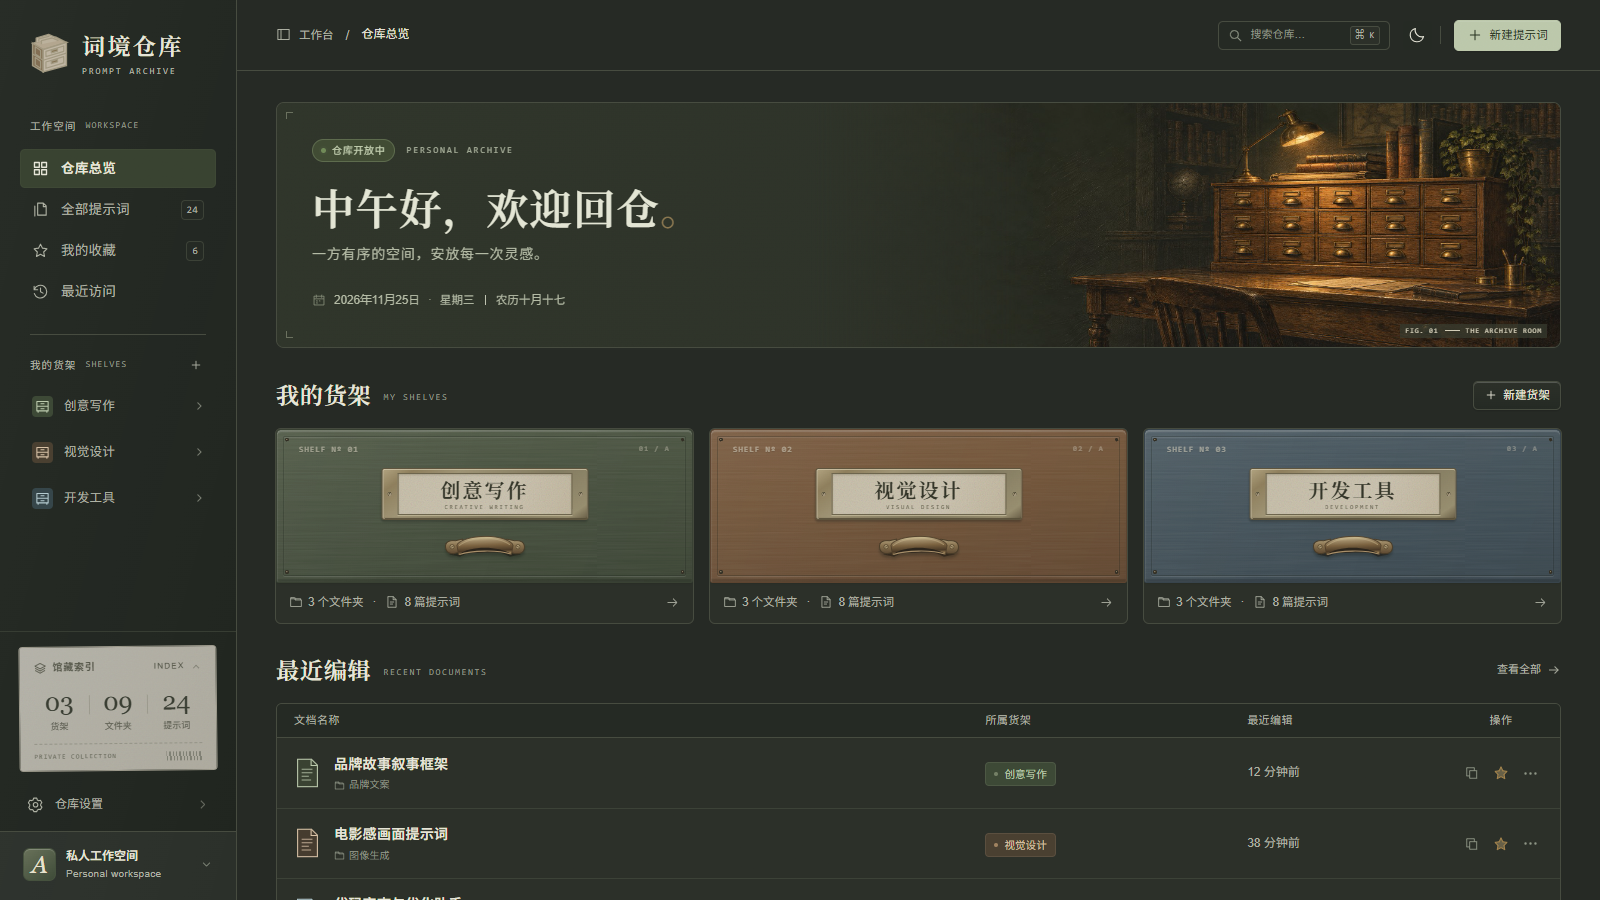 词境仓库
PROMPT ARCHIVE
工作空间 WORKSPACE
仓库总览
全部提示词 24
我的收藏 6
最近访问
我的货架 SHELVES
创意写作
视觉设计
开发工具
馆藏索引 INDEX
03 09 24
货架 文件夹 提示词
PRIVATE COLLECTION
仓库设置
A
私人工作空间
Personal workspace
工作台 / 仓库总览
搜索仓库... ⌘ K
新建提示词
仓库开放中 PERSONAL ARCHIVE
中午好，欢迎回仓。
一方有序的空间，安放每一次灵感。
2026年11月25日 · 星期三 | 农历十月十七
FIG. 01 — THE ARCHIVE ROOM
我的货架 MY SHELVES
新建货架
SHELF Nº 01 01 / A
创意写作
CREATIVE WRITING
3 个文件夹 · 8 篇提示词
SHELF Nº 02 02 / A
视觉设计
VISUAL DESIGN
3 个文件夹 · 8 篇提示词
SHELF Nº 03 03 / A
开发工具
DEVELOPMENT
3 个文件夹 · 8 篇提示词
最近编辑 RECENT DOCUMENTS
查看全部
文档名称 所属货架 最近编辑 操作
品牌故事叙事框架
品牌文案
创意写作
12 分钟前
电影感画面提示词
图像生成
视觉设计
38 分钟前